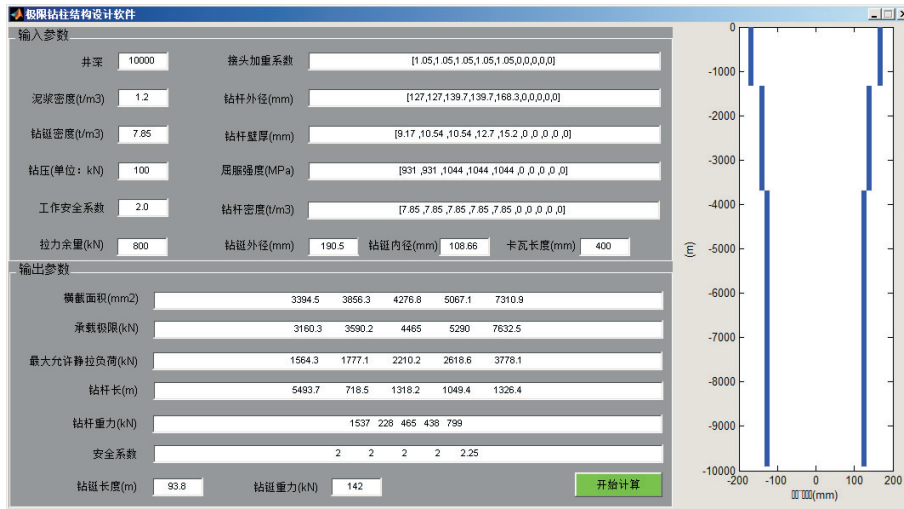 极限钻柱结构设计软件
输入参数
井深 10000 接头加重系数 [1.05,1.05,1.05,1.05,1.05,0,0,0,0,0]
泥浆密度(t/m3) 1.2 钻杆外径(mm) [127,127,139.7,139.7,168.3,0,0,0,0,0]
钻铤密度(t/m3) 7.85 钻杆壁厚(mm) [9.17 ,10.54 ,10.54 ,12.7 ,15.2 ,0 ,0 ,0 ,0 ,0]
钻压(单位：kN) 100 屈服强度(MPa) [931 ,931 ,1044 ,1044 ,1044 ,0 ,0 ,0 ,0 ,0]
工作安全系数 2.0 钻杆密度(t/m3) [7.85 ,7.85 ,7.85 ,7.85 ,7.85 ,0 ,0 ,0 ,0 ,0]
拉力余量(kN) 800 钻铤外径(mm) 190.5 钻铤内径(mm) 108.66 卡瓦长度(mm) 400
输出参数
横截面积(mm2) 3394.5 3856.3 4276.8 5067.1 7310.9
承载极限(kN) 3160.3 3590.2 4465 5290 7632.5
最大允许静拉负荷(kN) 1564.3 1777.1 2210.2 2618.6 3778.1
钻杆长(m) 5493.7 718.5 1318.2 1049.4 1326.4
钻杆重力(kN) 1537 228 465 438 799
安全系数 2 2 2 2 2.25
钻铤长度(m) 93.8 钻铤重力(kN) 142 开始计算
0
-1000
-2000
-3000
-4000
(m)
-5000
-6000
-7000
-8000
-9000
-10000
-200 -100 0 100 200
(mm)